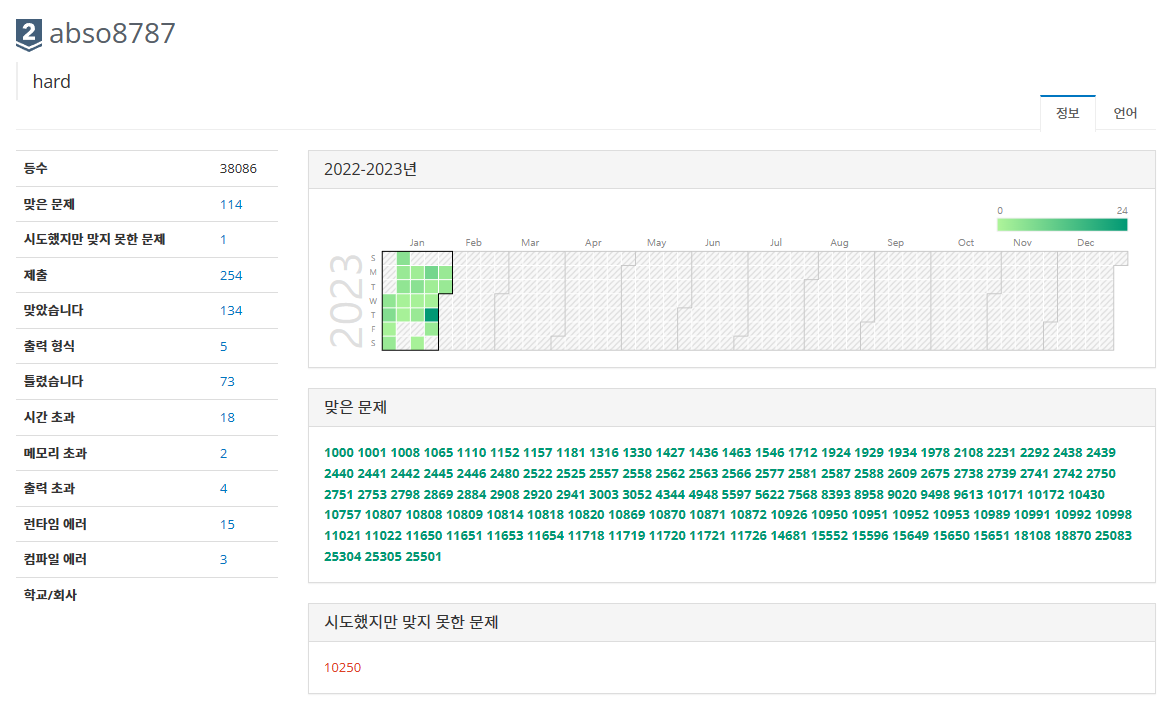 2 abso8787
hard
정보 언어
등수 38086
맞은 문제 114
시도했지만 맞지 못한 문제 1
제출 254
맞았습니다 134
출력 형식 5
틀렸습니다 73
시간 초과 18
메모리 초과 2
출력 초과 4
런타임 에러 15
컴파일 에러 3
학교/회사
2022-2023년
0 24
Jan Feb Mar Apr May Jun Jul Aug Sep Oct Nov Dec
2023
S
M
T
W
T
F
S
맞은 문제
1000 1001 1008 1065 1110 1152 1157 1181 1316 1330 1427 1436 1463 1546 1712 1924 1929 1934 1978 2108 2231 2292 2438 2439
2440 2441 2442 2445 2446 2480 2522 2525 2557 2558 2562 2563 2566 2577 2581 2587 2588 2609 2675 2738 2739 2741 2742 2750
2751 2753 2798 2869 2884 2908 2920 2941 3003 3052 4344 4948 5597 5622 7568 8393 8958 9020 9498 9613 10171 10172 10430
10757 10807 10808 10809 10814 10818 10820 10869 10870 10871 10872 10926 10950 10951 10952 10953 10989 10991 10992 10998
11021 11022 11650 11651 11653 11654 11718 11719 11720 11721 11726 14681 15552 15596 15649 15650 15651 18108 18870 25083
25304 25305 25501
시도했지만 맞지 못한 문제
10250